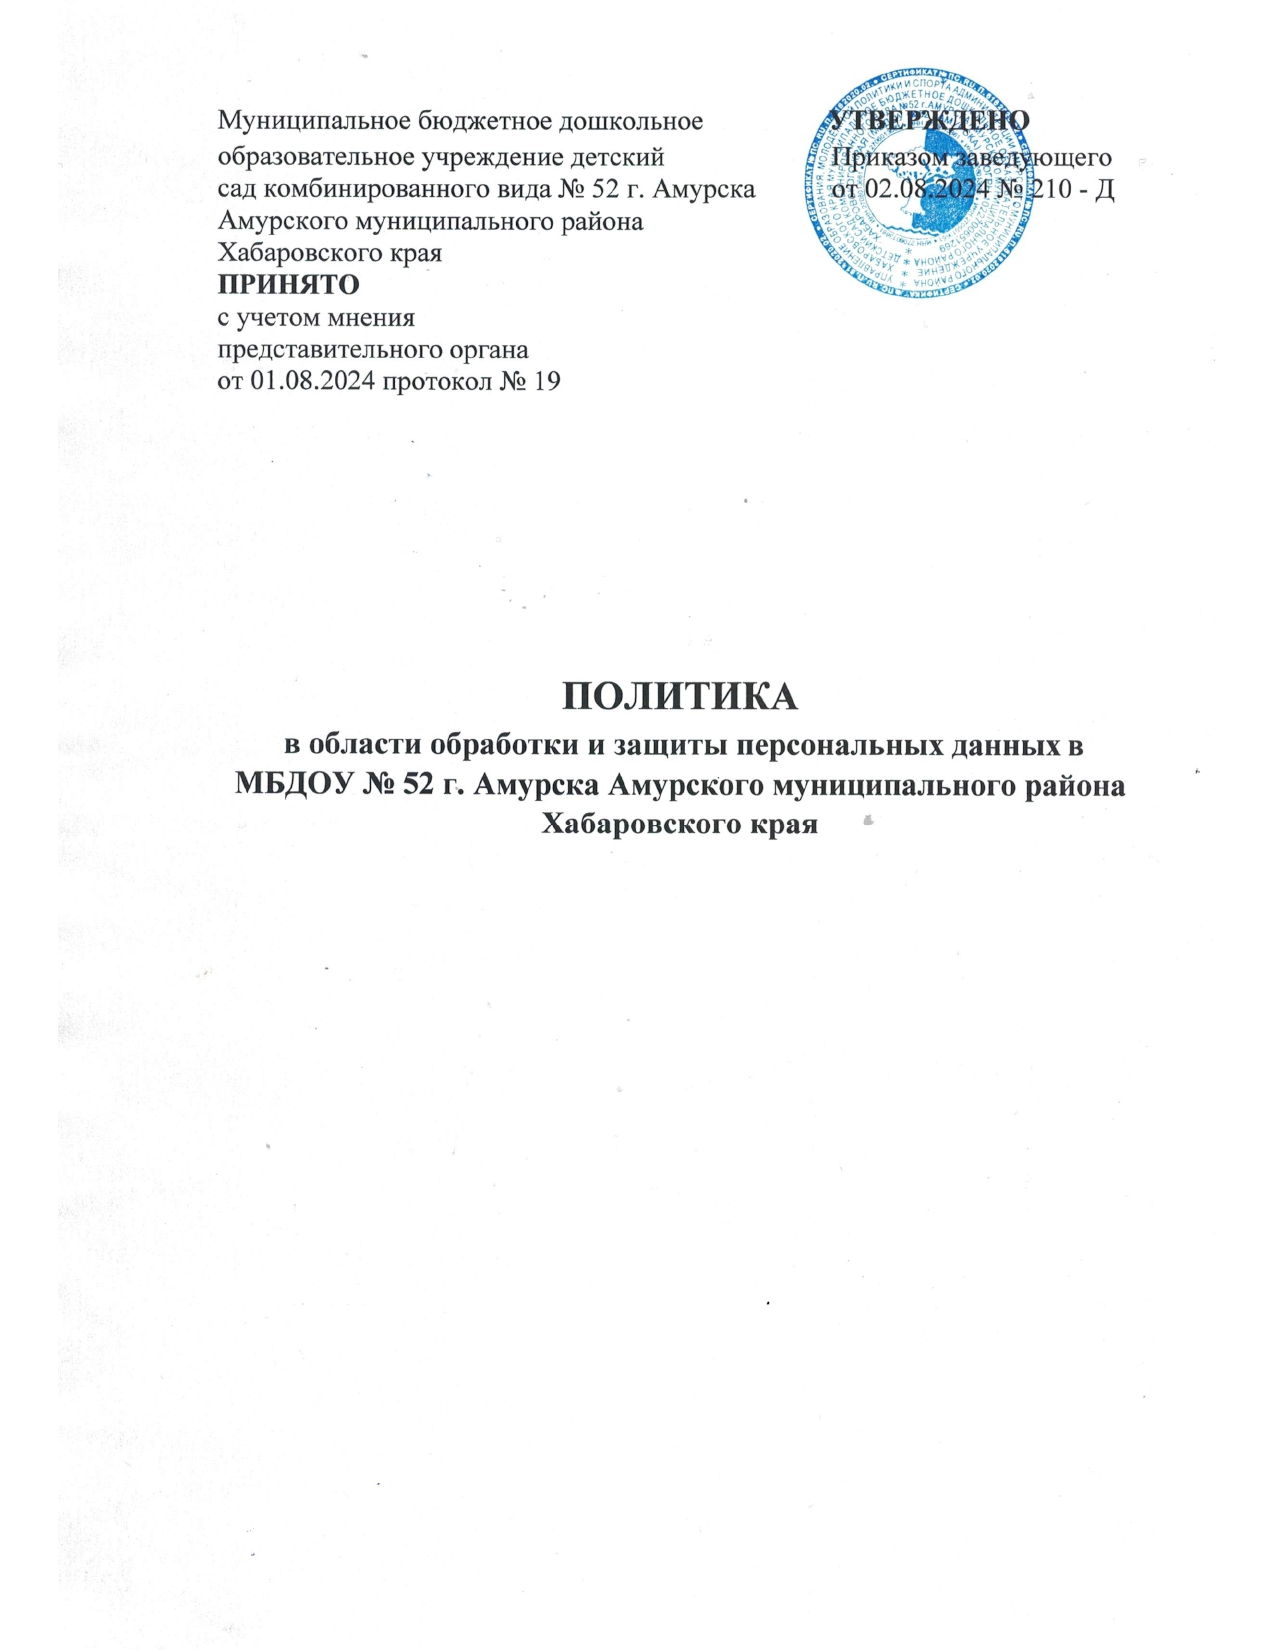 Муниципальное бюджетное дошкольное
образовательное учреждение детский
сад комбинированного вида № 52 г. Амурска
Амурского муниципального района
Хабаровского края
ПРИНЯТО
с учетом мнения
представительного органа
от 01.08.2024 протокол № 19
УТВЕРЖДЕНО
Приказом заведующего
от 02.08.2024 № 210 - Д
ПОЛИТИКА
в области обработки и защиты персональных данных в
МБДОУ № 52 г. Амурска Амурского муниципального района
Хабаровского края